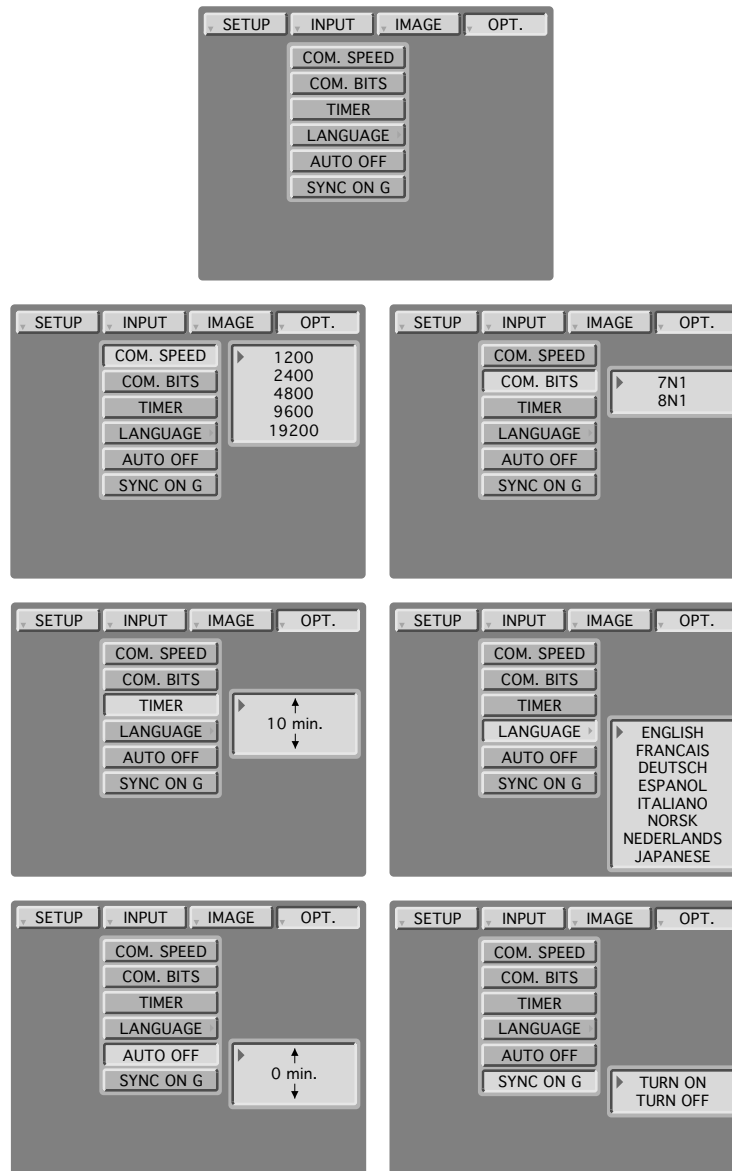 SETUP INPUT IMAGE OPT.
COM. SPEED
COM. BITS
TIMER
LANGUAGE
AUTO OFF
SYNC ON G
SETUP INPUT IMAGE OPT.
COM. SPEED
COM. BITS
TIMER
LANGUAGE
AUTO OFF
SYNC ON G
1200
2400
4800
9600
19200
SETUP INPUT IMAGE OPT.
COM. SPEED
COM. BITS
TIMER
LANGUAGE
AUTO OFF
SYNC ON G
7N1
8N1
SETUP INPUT IMAGE OPT.
COM. SPEED
COM. BITS
TIMER
LANGUAGE
AUTO OFF
SYNC ON G
10 min.
SETUP INPUT IMAGE OPT.
COM. SPEED
COM. BITS
TIMER
LANGUAGE
AUTO OFF
SYNC ON G
ENGLISH
FRANCAIS
DEUTSCH
ESPANOL
ITALIANO
NORSK
NEDERLANDS
JAPANESE
SETUP INPUT IMAGE OPT.
COM. SPEED
COM. BITS
TIMER
LANGUAGE
AUTO OFF
SYNC ON G
0 min.
SETUP INPUT IMAGE OPT.
COM. SPEED
COM. BITS
TIMER
LANGUAGE
AUTO OFF
SYNC ON G
TURN ON
TURN OFF